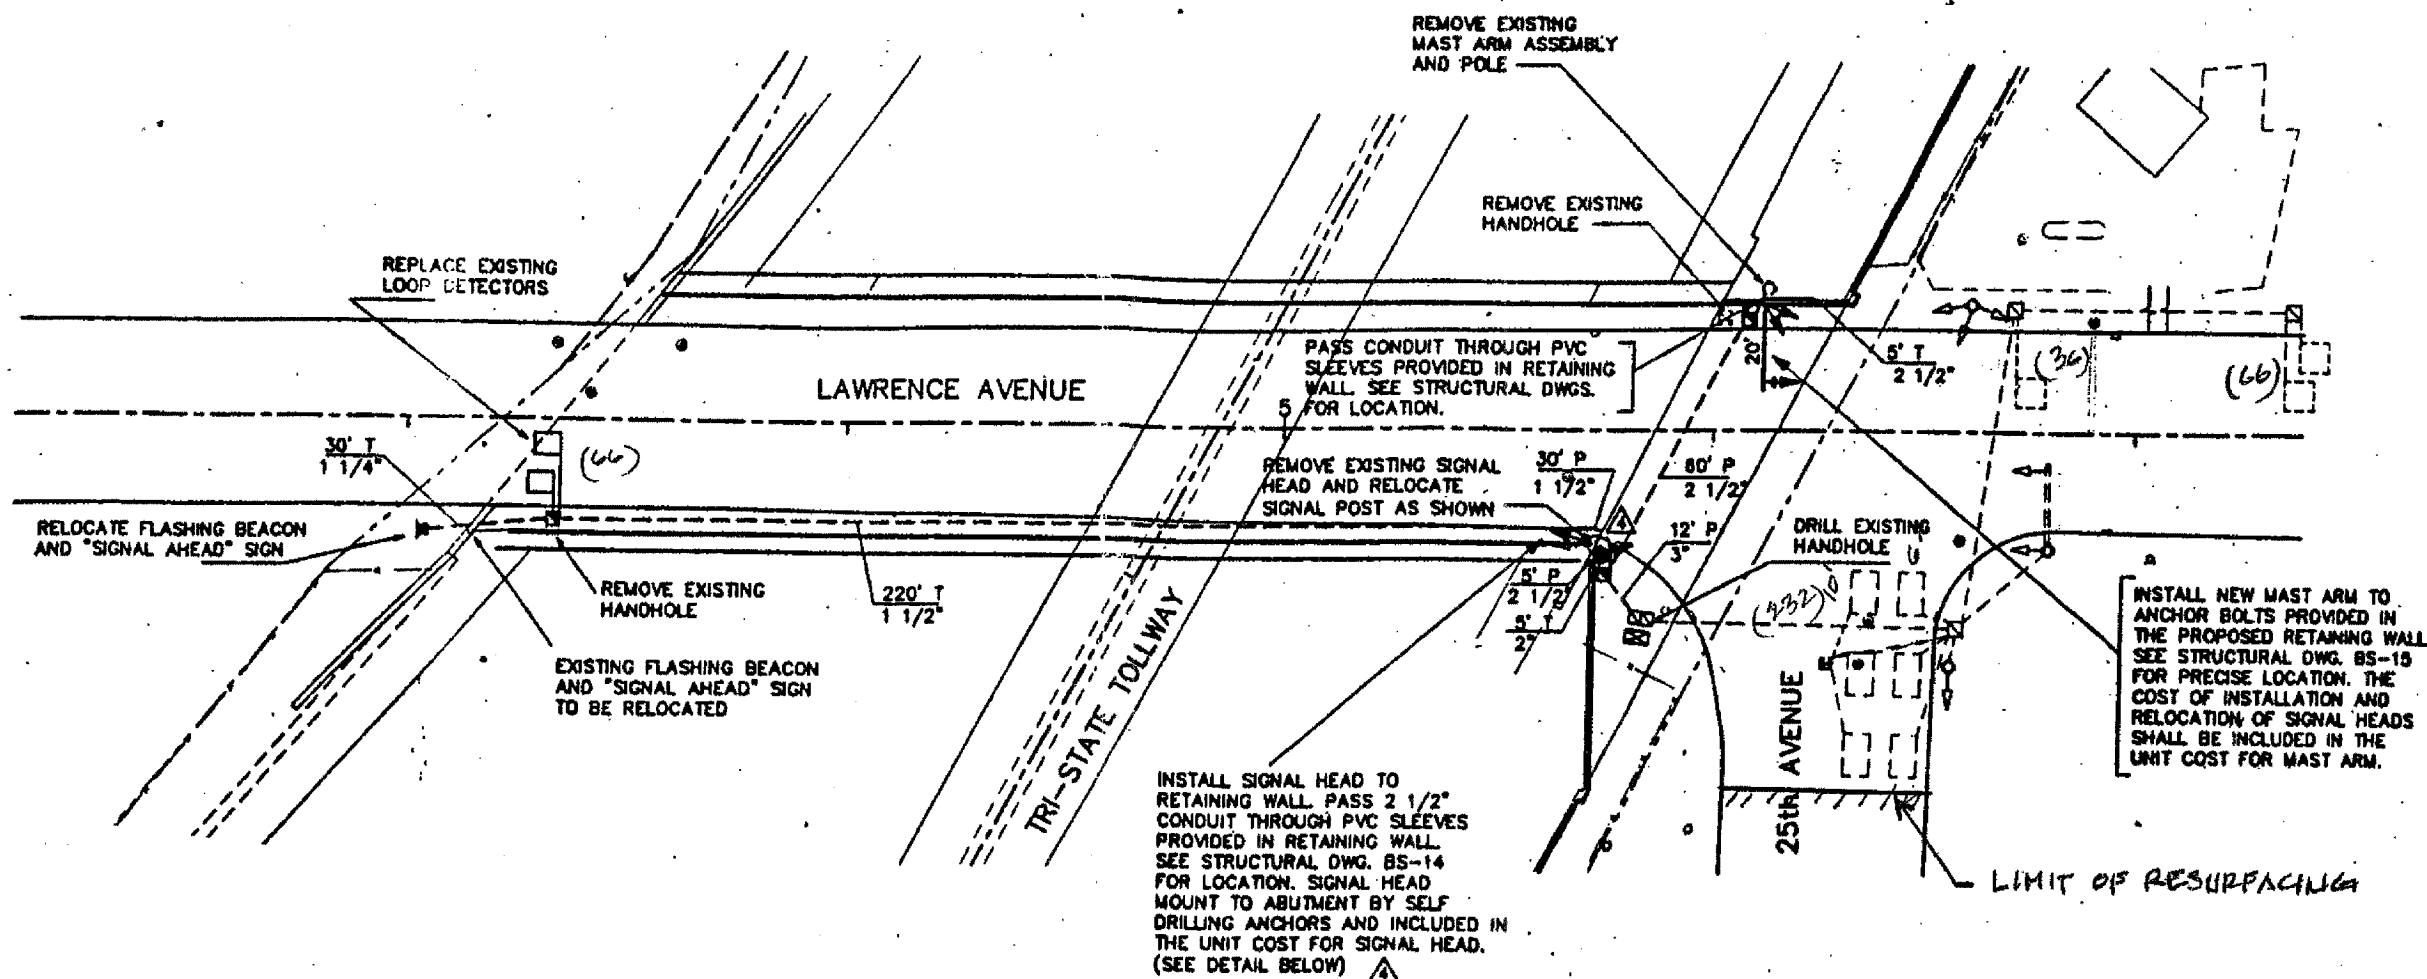 REMOVE EXISTING
MAST ARM ASSEMBLY
AND POLE
REMOVE EXISTING
HANDHOLE
REPLACE EXISTING
LOOP DETECTORS
PASS CONDUIT THROUGH PVC
SLEEVES PROVIDED IN RETAINING
WALL. SEE STRUCTURAL DWGS.
FOR LOCATION.
20'
5' T
2 1/2"
(36)
(66)
LAWRENCE AVENUE
5
30' T
1 1/4"
(66)
REMOVE EXISTING SIGNAL
HEAD AND RELOCATE
SIGNAL POST AS SHOWN
30' P
1 1/2"
80' P
2 1/2"
4
12' P
3"
DRILL EXISTING
HANDHOLE
RELOCATE FLASHING BEACON
AND "SIGNAL AHEAD" SIGN
REMOVE EXISTING
HANDHOLE
220' T
1 1/2"
5' P
2 1/2"
5' T
2"
(232)
10'
EXISTING FLASHING BEACON
AND "SIGNAL AHEAD" SIGN
TO BE RELOCATED
TRI-STATE TOLLWAY
25th AVENUE
INSTALL NEW MAST ARM TO
ANCHOR BOLTS PROVIDED IN
THE PROPOSED RETAINING WALL
SEE STRUCTURAL DWG. BS-15
FOR PRECISE LOCATION. THE
COST OF INSTALLATION AND
RELOCATION OF SIGNAL HEADS
SHALL BE INCLUDED IN THE
UNIT COST FOR MAST ARM.
INSTALL SIGNAL HEAD TO
RETAINING WALL. PASS 2 1/2"
CONDUIT THROUGH PVC SLEEVES
PROVIDED IN RETAINING WALL.
SEE STRUCTURAL DWG. BS-14
FOR LOCATION. SIGNAL HEAD
MOUNT TO ABUTMENT BY SELF
DRILLING ANCHORS AND INCLUDED IN
THE UNIT COST FOR SIGNAL HEAD.
(SEE DETAIL BELOW)
4
LIMIT OF RESURFACING